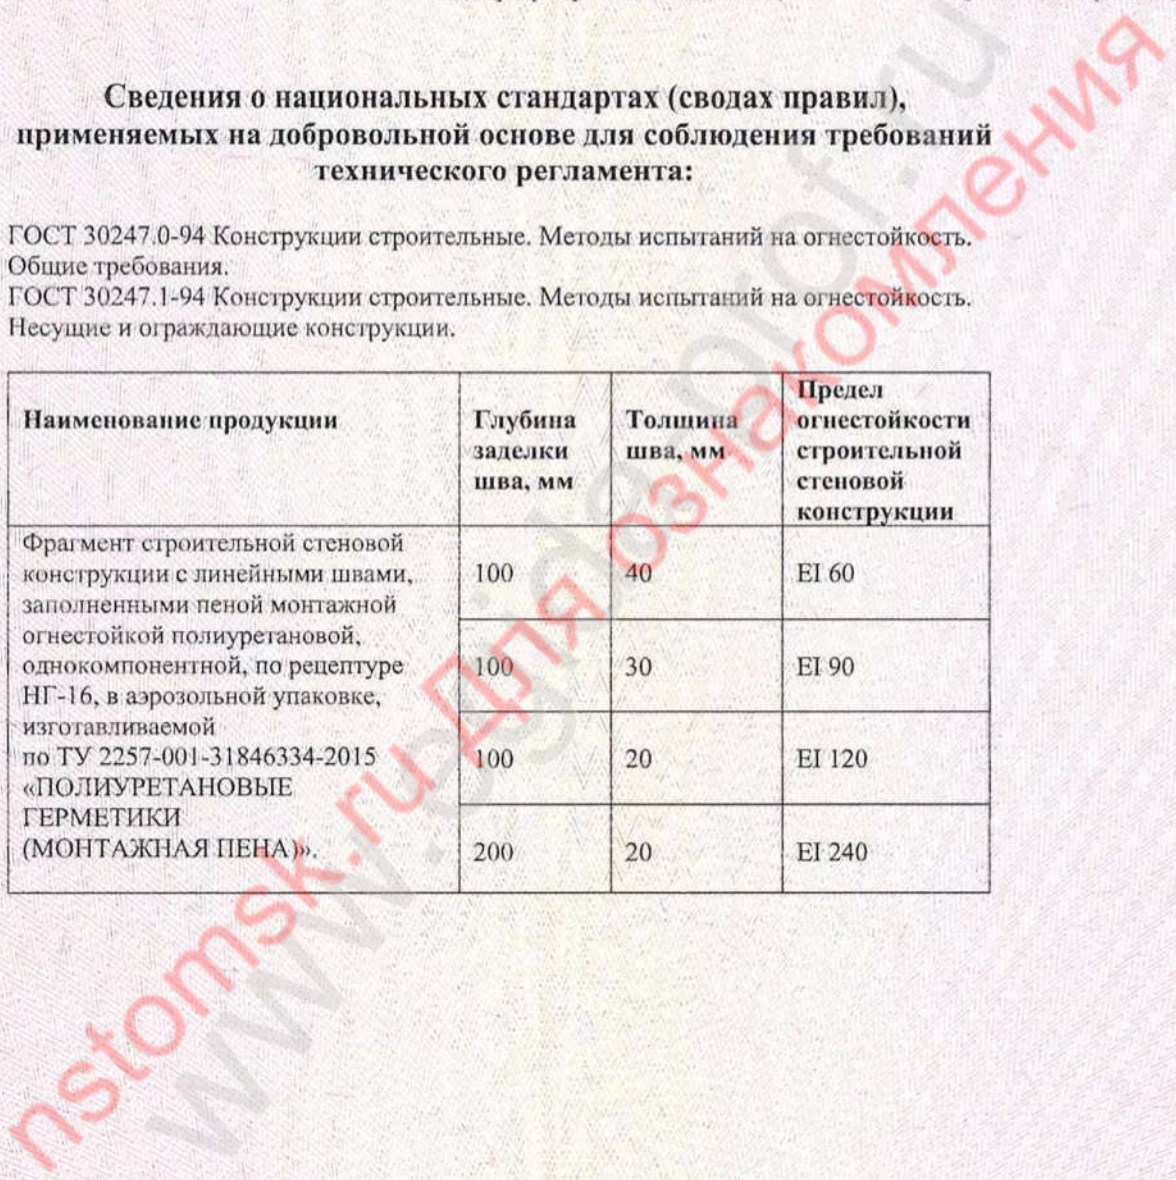 Сведения о национальных стандартах (сводах правил),
применяемых на добровольной основе для соблюдения требований
технического регламента:
ГОСТ 30247.0-94 Конструкции строительные. Методы испытаний на огнестойкость.
Общие требования.
ГОСТ 30247.1-94 Конструкции строительные. Методы испытаний на огнестойкость.
Несущие и ограждающие конструкции.
Наименование продукции
Глубина
заделки
шва, мм
Толщина
шва, мм
Предел
огнестойкости
строительной
стеновой
конструкции
Фрагмент строительной стеновой
конструкции с линейными швами,
заполненными пеной монтажной
огнестойкой полиуретановой,
однокомпонентной, по рецептуре
НГ-16, в аэрозольной упаковке,
изготавливаемой
по ТУ 2257-001-31846334-2015
«ПОЛИУРЕТАНОВЫЕ
ГЕРМЕТИКИ
(МОНТАЖНАЯ ПЕНА)».
100 40 EI 60
100 30 EI 90
100 20 EI 120
200 20 EI 240
nstomsk.ru Для ознакомления